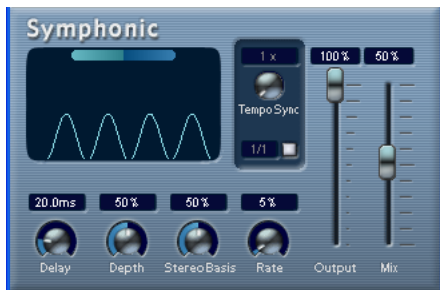 Symphonic
1 x
100 %
50 %
Tempo Sync
1/1
20.0ms
50 %
50 %
5 %
Delay
Depth
Stereo Basis
Rate
Output
Mix